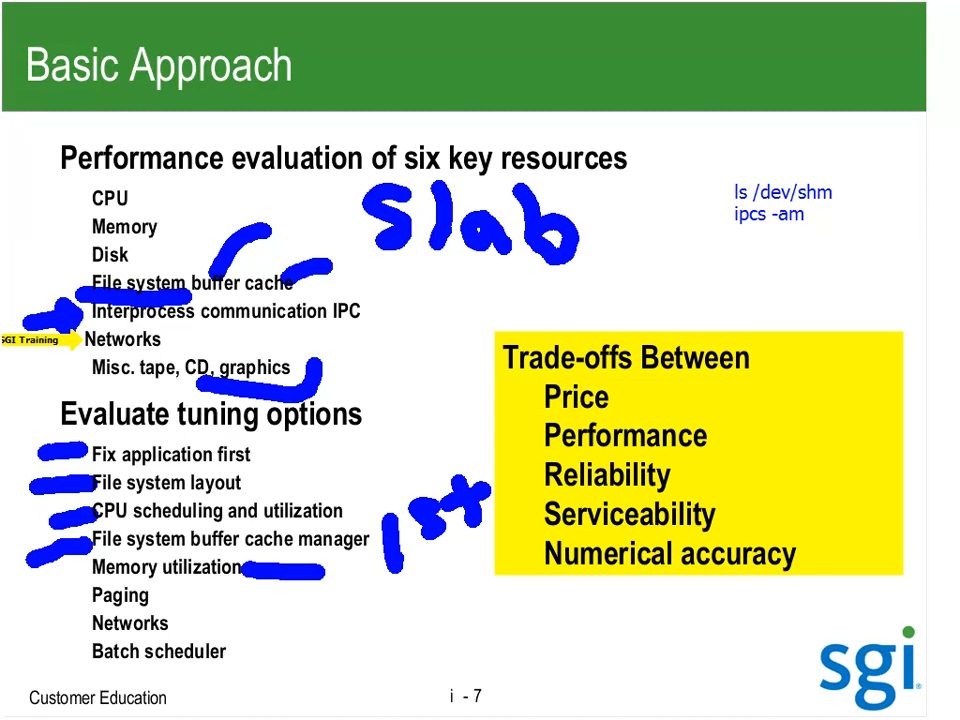 Basic Approach
Performance evaluation of six key resources
CPU
Memory
Disk
File system buffer cache
Interprocess communication IPC
Networks
Misc. tape, CD, graphics
slab
ls /dev/shm
ipcs -am
SGI Training
Evaluate tuning options
Fix application first
File system layout
CPU scheduling and utilization
File system buffer cache manager
Memory utilization
Paging
Networks
Batch scheduler
1st
Trade-offs Between
Price
Performance
Reliability
Serviceability
Numerical accuracy
Customer Education
i - 7
sgi